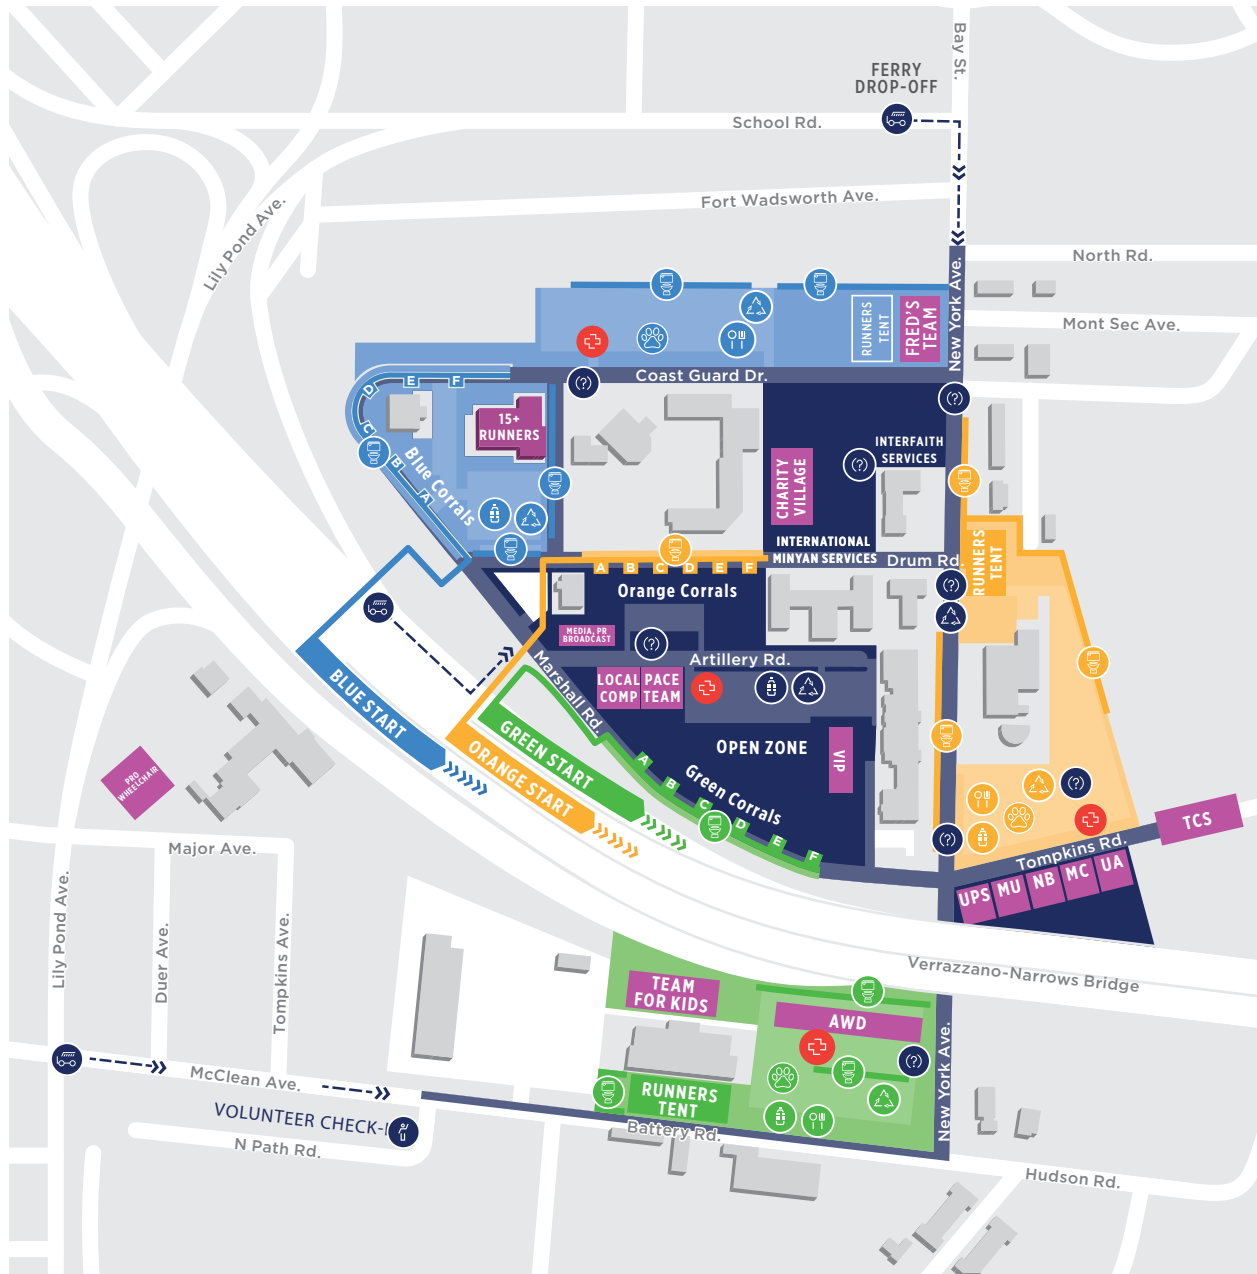 Bay St.
FERRY
DROP-OFF
School Rd.
Fort Wadsworth Ave.
Lily Pond Ave.
North Rd.
New York Ave.
Mont Sec Ave.
RUNNERS
TENT
FRED'S
TEAM
Coast Guard Dr.
D
E
F
C
B
A
15+
RUNNERS
Blue Corrals
INTERFAITH
SERVICES
CHARITY
VILLAGE
INTERNATIONAL
MINYAN SERVICES
Drum Rd.
RUNNERS
TENT
A
B
C
D
E
F
Orange Corrals
MEDIA, PR
BROADCAST
Artillery Rd.
Marshall Rd.
LOCAL
COMP
PACE
TEAM
BLUE START
GREEN START
ORANGE START
OPEN ZONE
VIP
Green Corrals
A
B
C
D
E
F
PRO
WHEELCHAIR
TCS
Tompkins Rd.
UPS
MU
NB
MC
UA
Major Ave.
Lily Pond Ave.
Duer Ave.
Tompkins Ave.
Verrazzano-Narrows Bridge
TEAM
FOR KIDS
AWD
New York Ave.
RUNNERS
TENT
McClean Ave.
VOLUNTEER CHECK-I
N Path Rd.
Battery Rd.
Hudson Rd.